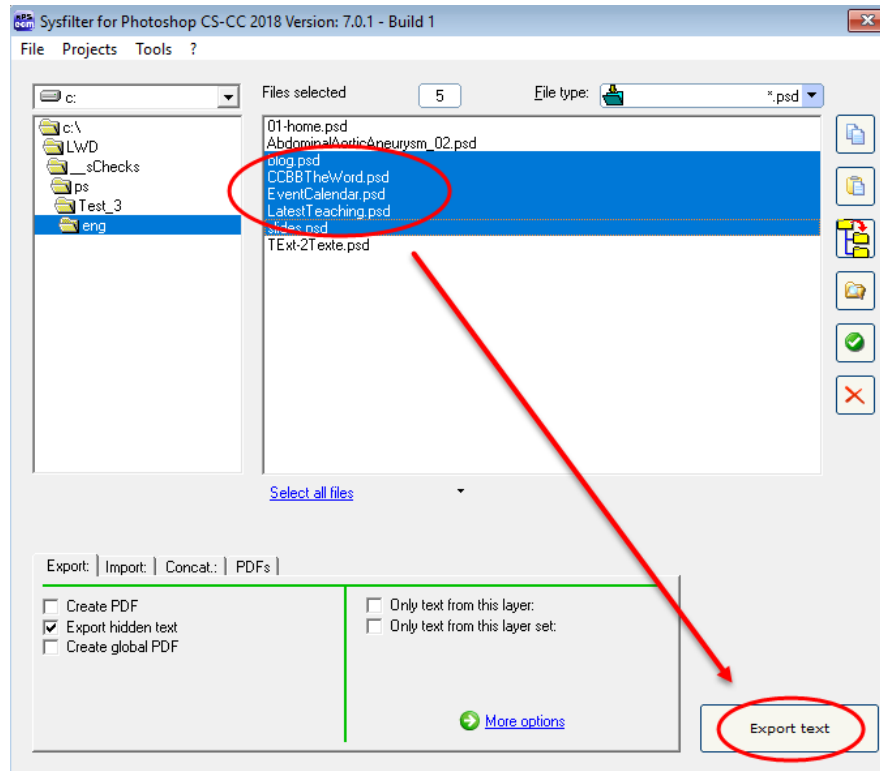 Sysfilter for Photoshop CS-CC 2018 Version: 7.0.1 - Build 1
File Projects Tools ?
c:
Files selected 5 File type: *.psd
c:\
LWD
__sChecks
ps
Test_3
eng
01-home.psd
AbdominalAorticAneurysm_02.psd
blog.psd
CCBBTheWord.psd
EventCalendar.psd
LatestTeaching.psd
slides.psd
TExt-2Texte.psd
Select all files
Export: Import: Concat.: PDFs
Create PDF
Export hidden text
Create global PDF
Only text from this layer:
Only text from this layer set:
More options
Export text